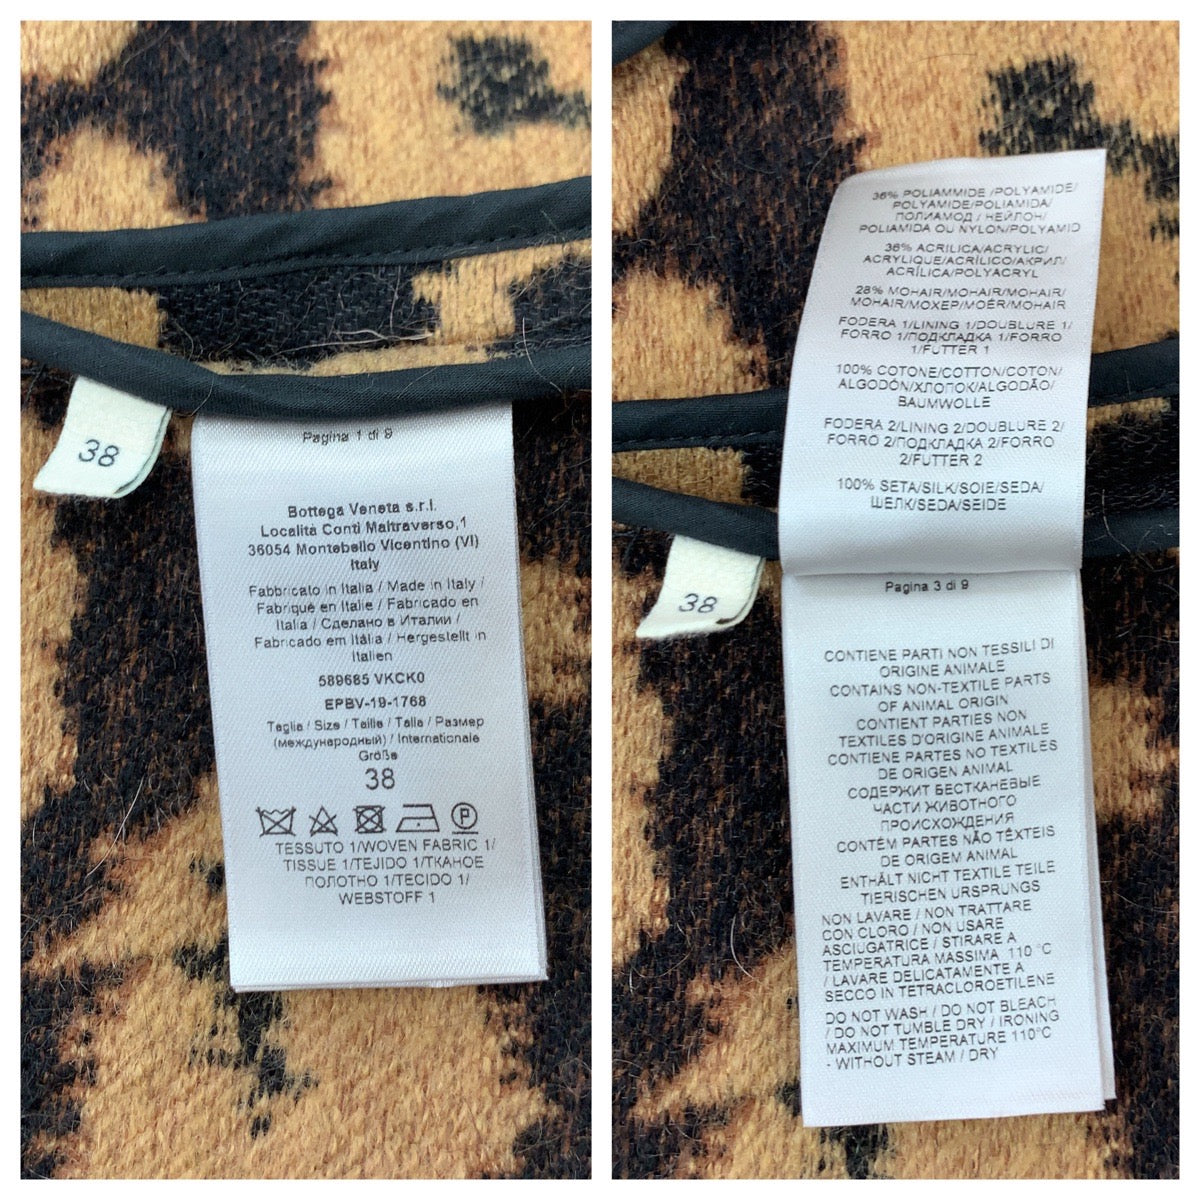 38
Pagina 1 di 9
Bottega Veneta s.r.l.
Località Conti Maltraverso,1
36054 Montebello Vicentino (VI)
Italy
Fabbricato in Italia / Made in Italy /
Fabriqué en Italie / Fabricado en
Italia / Сделано в Италии /
Fabricado em Itália / Hergestellt in
Italien
589685 VKCK0
EPBV-19-1768
Taglia / Size / Taille / Talla / Размер
(международный) / Internationale
Größe
38
P
TESSUTO 1/WOVEN FABRIC 1/
TISSUE 1/TEJIDO 1/ТКАНОЕ
ПОЛОТНО 1/TECIDO 1/
WEBSTOFF 1
36% POLIAMMIDE /POLYAMIDE/
POLYAMIDE/POLIAMIDA/
ПОЛИАМОД / НЕЙЛОН/
POLIAMIDA OU NYLON/POLYAMID
36% ACRILICA/ACRYLIC/
ACRYLIQUE/ACRÍLICO/АКРИЛ/
ACRÍLICA/POLYACRYL
28% MOHAIR/MOHAIR/MOHAIR/
MOHAIR/МОХЕР/MOÉR/MOHAIR
FODERA 1/LINING 1/DOUBLURE 1/
FORRO 1/ПОДКЛАДКА 1/FORRO
1/FUTTER 1
100% COTONE/COTTON/COTON/
ALGODÓN/ХЛОПОК/ALGODÃO/
BAUMWOLLE
FODERA 2/LINING 2/DOUBLURE 2/
FORRO 2/ПОДКЛАДКА 2/FORRO
2/FUTTER 2
100% SETA/SILK/SOIE/SEDA/
ШЕЛК/SEDA/SEIDE
38
Pagina 3 di 9
CONTIENE PARTI NON TESSILI DI
ORIGINE ANIMALE
CONTAINS NON-TEXTILE PARTS
OF ANIMAL ORIGIN
CONTIENT PARTIES NON
TEXTILES D'ORIGINE ANIMALE
CONTIENE PARTES NO TEXTILES
DE ORIGEN ANIMAL
СОДЕРЖИТ БЕСТКАНЕВЫЕ
ЧАСТИ ЖИВОТНОГО
ПРОИСХОЖДЕНИЯ
CONTÉM PARTES NÃO TÊXTEIS
DE ORIGEM ANIMAL
ENTHÄLT NICHT TEXTILE TEILE
TIERISCHEN URSPRUNGS
NON LAVARE / NON TRATTARE
CON CLORO / NON USARE
ASCIUGATRICE / STIRARE A
TEMPERATURA MASSIMA 110 °C
/ LAVARE DELICATAMENTE A
SECCO IN TETRACLOROETILENE
DO NOT WASH / DO NOT BLEACH
/ DO NOT TUMBLE DRY / IRONING
MAXIMUM TEMPERATURE 110°C
- WITHOUT STEAM / DRY